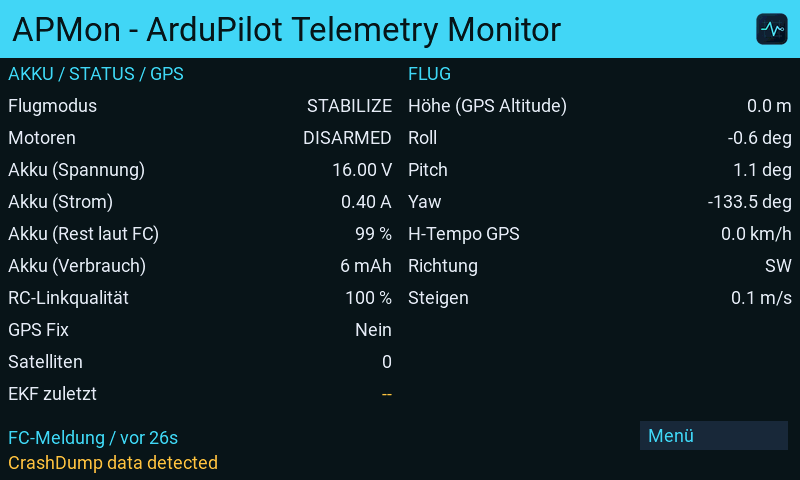 APMon - ArduPilot Telemetry Monitor
AKKU / STATUS / GPS
Flugmodus STABILIZE
Motoren DISARMED
Akku (Spannung) 16.00 V
Akku (Strom) 0.40 A
Akku (Rest laut FC) 99 %
Akku (Verbrauch) 6 mAh
RC-Linkqualität 100 %
GPS Fix Nein
Satelliten 0
EKF zuletzt --
FLUG
Höhe (GPS Altitude) 0.0 m
Roll -0.6 deg
Pitch 1.1 deg
Yaw -133.5 deg
H-Tempo GPS 0.0 km/h
Richtung SW
Steigen 0.1 m/s
FC-Meldung / vor 26s
CrashDump data detected
Menü